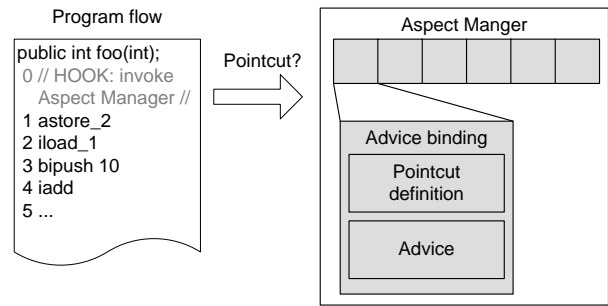 Program flow
public int foo(int);
0 // HOOK: invoke
Aspect Manager //
1 astore_2
2 iload_1
3 bipush 10
4 iadd
5 ...
Pointcut?
Aspect Manger
Advice binding
Pointcut
definition
Advice